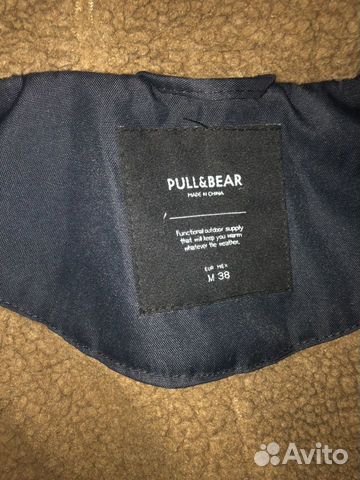 PULL&BEAR
MADE IN CHINA
Functional outdoor supply
that will keep you warm
whatever the weather.
EUR MEX
M 38
Avito